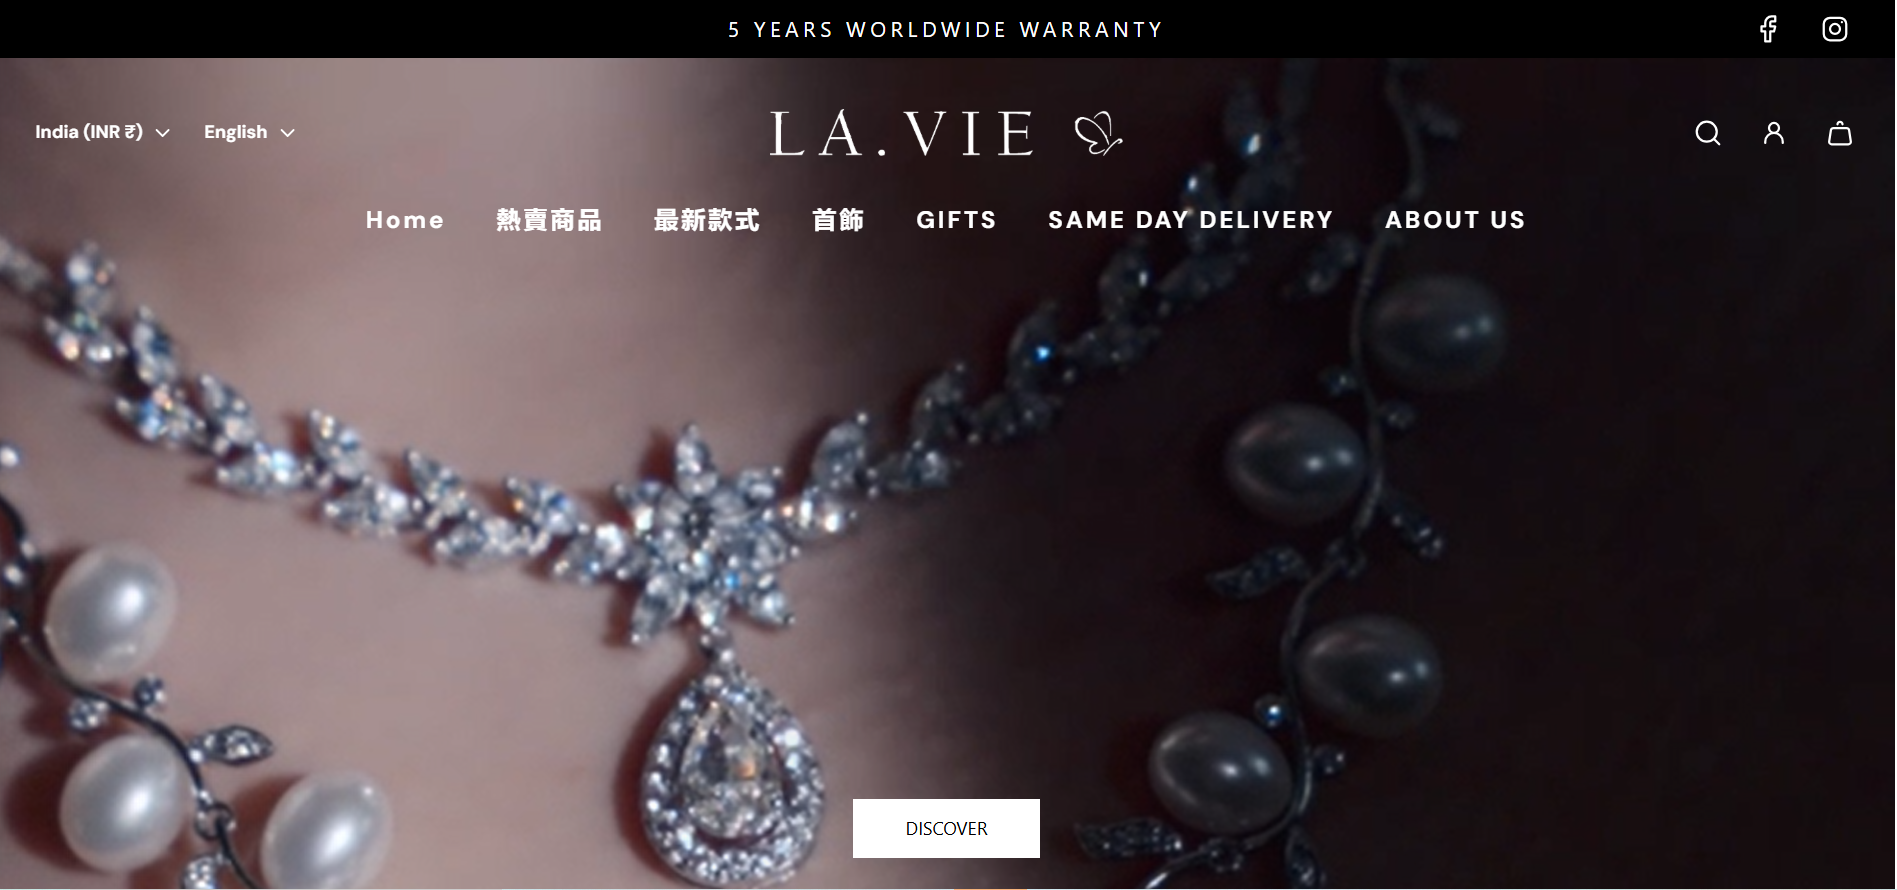 5 YEARS WORLDWIDE WARRANTY
India (INR ₹) English
LA.VIE
Home 熱賣商品 最新款式 首飾 GIFTS SAME DAY DELIVERY ABOUT US
DISCOVER